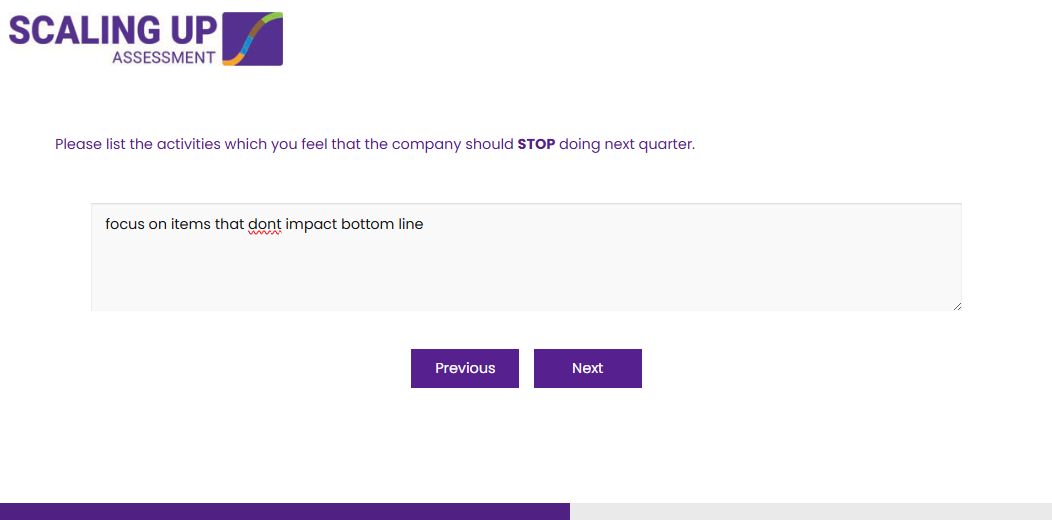 SCALING UP
ASSESSMENT
Please list the activities which you feel that the company should STOP doing next quarter.
focus on items that dont impact bottom line
Previous
Next